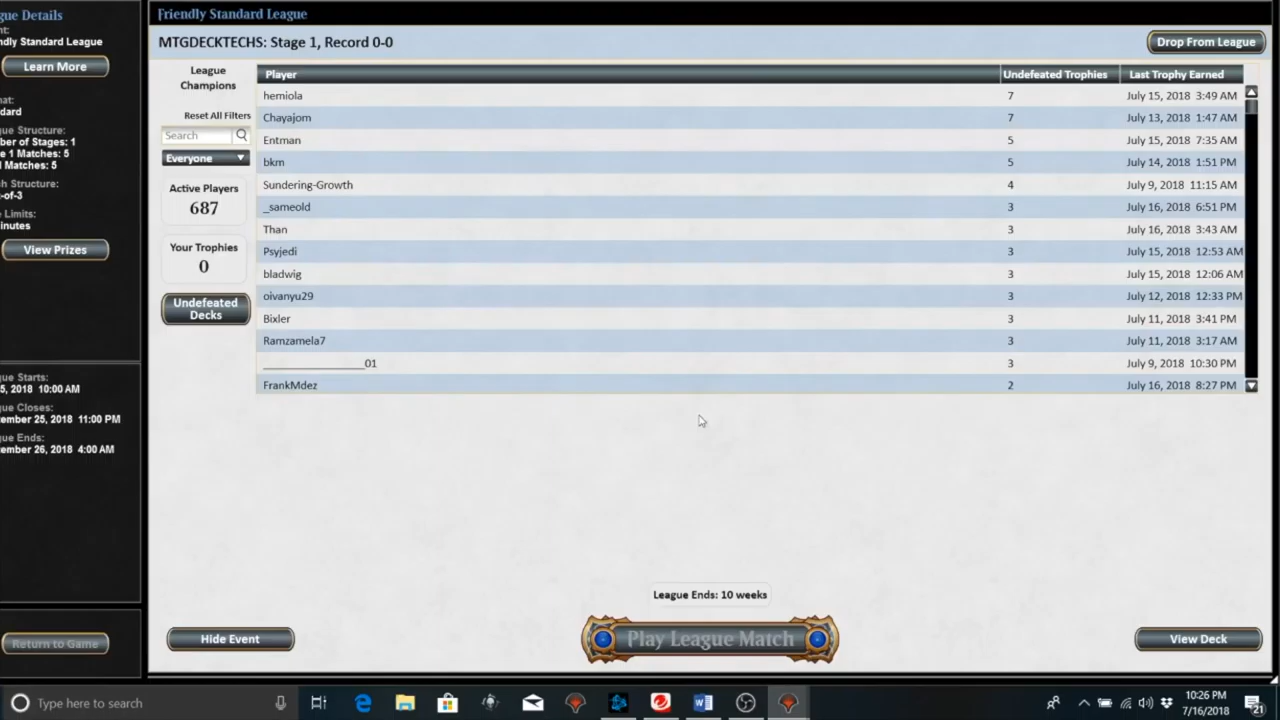 gue Details
nt:
ndly Standard League
Learn More
nat:
dard
gue Structure:
ber of Stages: 1
e 1 Matches: 5
l Matches: 5
ch Structure:
-of-3
e Limits:
inutes
View Prizes
gue Starts:
5, 2018 10:00 AM
gue Closes:
tember 25, 2018 11:00 PM
gue Ends:
ember 26, 2018 4:00 AM
Return to Game
Friendly Standard League
MTGDECKTECHS: Stage 1, Record 0-0
Drop From League
League Champions
Reset All Filters
Search
Everyone
Active Players
687
Your Trophies
0
Undefeated Decks
Player Undefeated Trophies Last Trophy Earned
hemiola 7 July 15, 2018 3:49 AM
Chayajom 7 July 13, 2018 1:47 AM
Entman 5 July 15, 2018 7:35 AM
bkm 5 July 14, 2018 1:51 PM
Sundering-Growth 4 July 9, 2018 11:15 AM
_sameold 3 July 16, 2018 6:51 PM
Than 3 July 16, 2018 3:43 AM
Psyjedi 3 July 15, 2018 12:53 AM
bladwig 3 July 15, 2018 12:06 AM
oivanyu29 3 July 12, 2018 12:33 PM
Bixler 3 July 11, 2018 3:41 PM
Ramzamela7 3 July 11, 2018 3:17 AM
__________________01 3 July 9, 2018 10:30 PM
FrankMdez 2 July 16, 2018 8:27 PM
League Ends: 10 weeks
Hide Event
Play League Match
View Deck
Type here to search
10:26 PM
7/16/2018
21